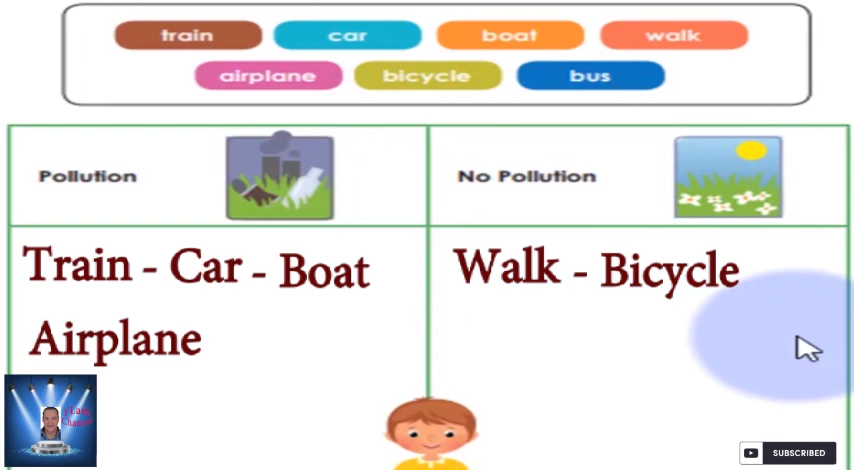 train car boat walk
airplane bicycle bus
Pollution
No Pollution
Train - Car - Boat
Airplane
Walk - Bicycle
SUBSCRIBED